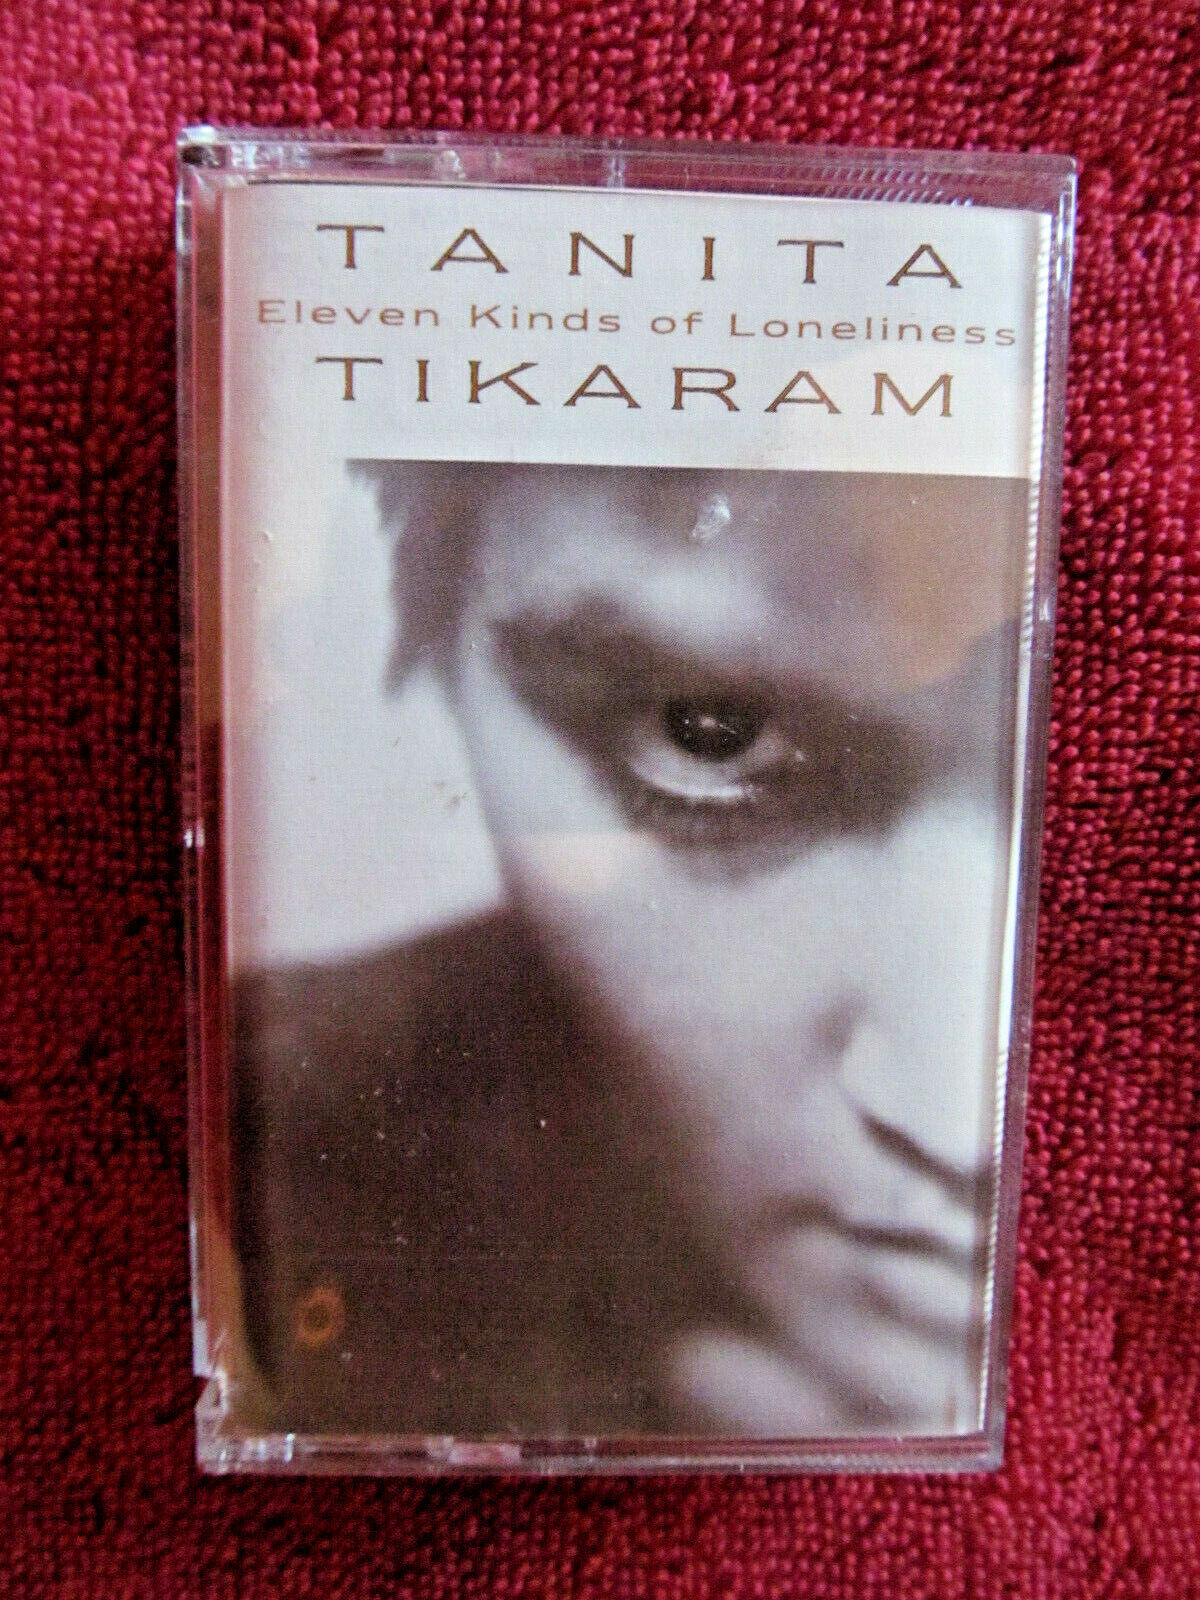 TANITA
Eleven Kinds of Loneliness
TIKARAM